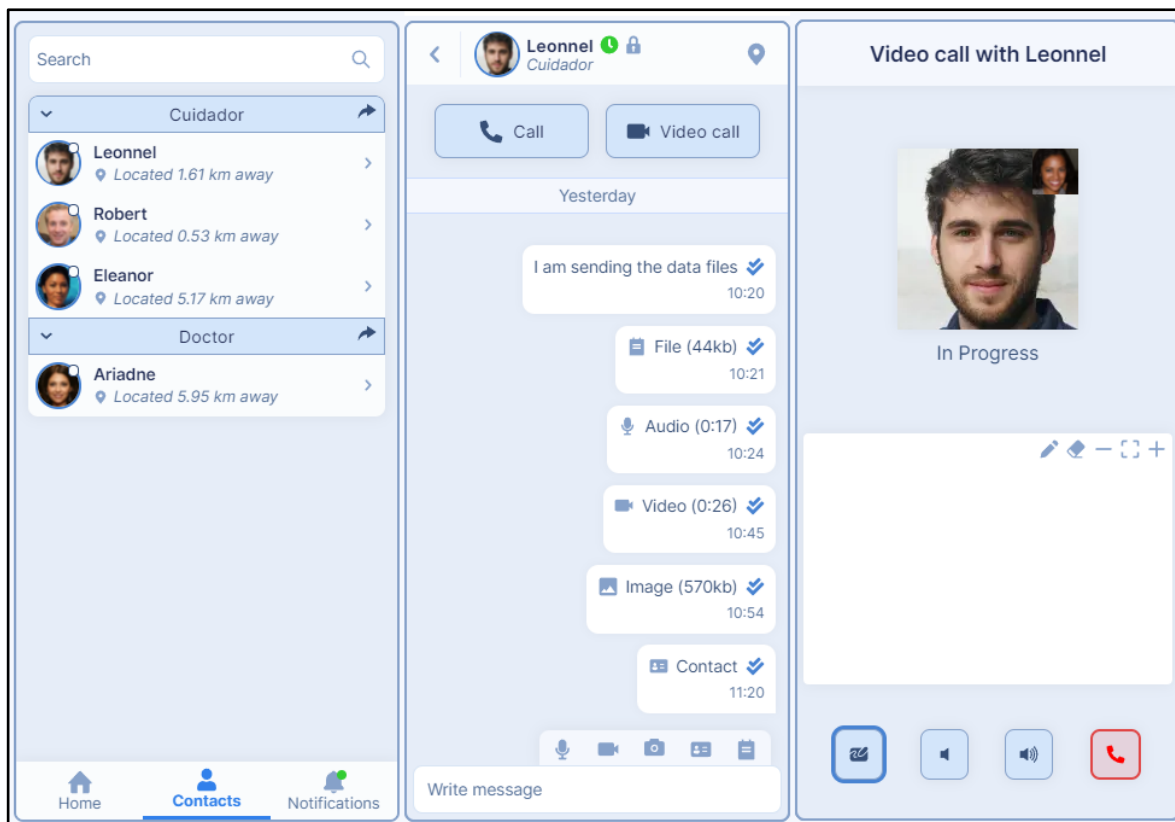 Search
Cuidador
Leonnel
Located 1.61 km away
Robert
Located 0.53 km away
Eleanor
Located 5.17 km away
Doctor
Ariadne
Located 5.95 km away
Home
Contacts
Notifications
Leonnel
Cuidador
Call
Video call
Yesterday
I am sending the data files
10:20
File (44kb)
10:21
Audio (0:17)
10:24
Video (0:26)
10:45
Image (570kb)
10:54
Contact
11:20
Write message
Video call with Leonnel
In Progress